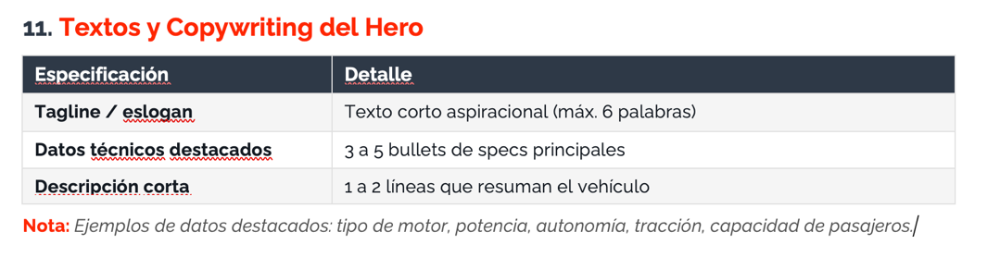 11. Textos y Copywriting del Hero
Especificación Detalle
Tagline / eslogan Texto corto aspiracional (máx. 6 palabras)
Datos técnicos destacados 3 a 5 bullets de specs principales
Descripción corta 1 a 2 líneas que resuman el vehículo
Nota: Ejemplos de datos destacados: tipo de motor, potencia, autonomía, tracción, capacidad de pasajeros.